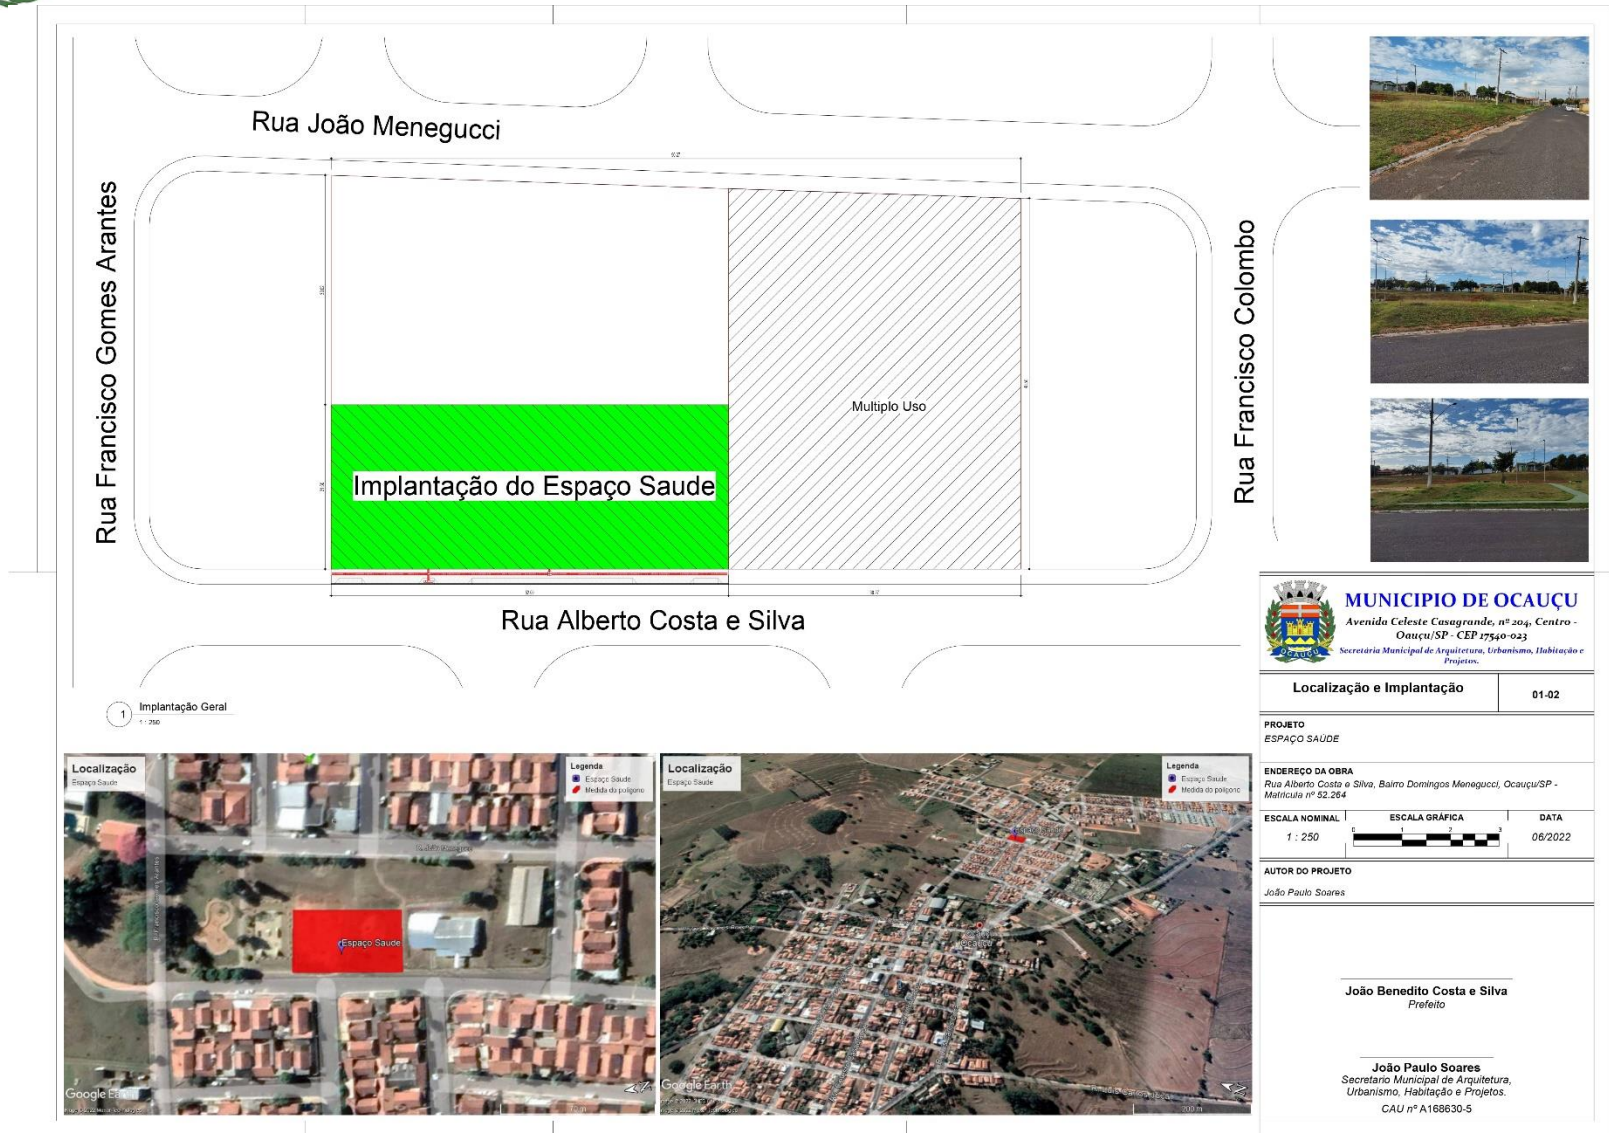 Rua João Menegucci
Rua Francisco Gomes Arantes
Rua Francisco Colombo
Multiplo Uso
Implantação do Espaço Saude
Rua Alberto Costa e Silva
1
Implantação Geral
1 : 250
Localização
Espaço Saude
Legenda
Espaço Saude
Medida do polígono
Espaço Saude
Google Earth
Localização
Espaço Saude
Legenda
Espaço Saude
Medida do polígono
Espaço Saude
Google Earth
200 m
OCAUÇU
MUNICIPIO DE OCAUÇU
Avenida Celeste Casagrande, nº 204, Centro -
Oauçu/SP - CEP 17540-023
Secretária Municipal de Arquitetura, Urbanismo, Habitação e
Projetos.
Localização e Implantação
01-02
PROJETO
ESPAÇO SAÚDE
ENDEREÇO DA OBRA
Rua Alberto Costa e Silva, Bairro Domingos Menegucci, Ocauçu/SP -
Matricula nº 52.264
ESCALA NOMINAL
ESCALA GRÁFICA
DATA
1 : 250
0 1 2 3
06/2022
AUTOR DO PROJETO
João Paulo Soares
João Benedito Costa e Silva
Prefeito
João Paulo Soares
Secretario Municipal de Arquitetura,
Urbanismo, Habitação e Projetos.
CAU nº A168630-5